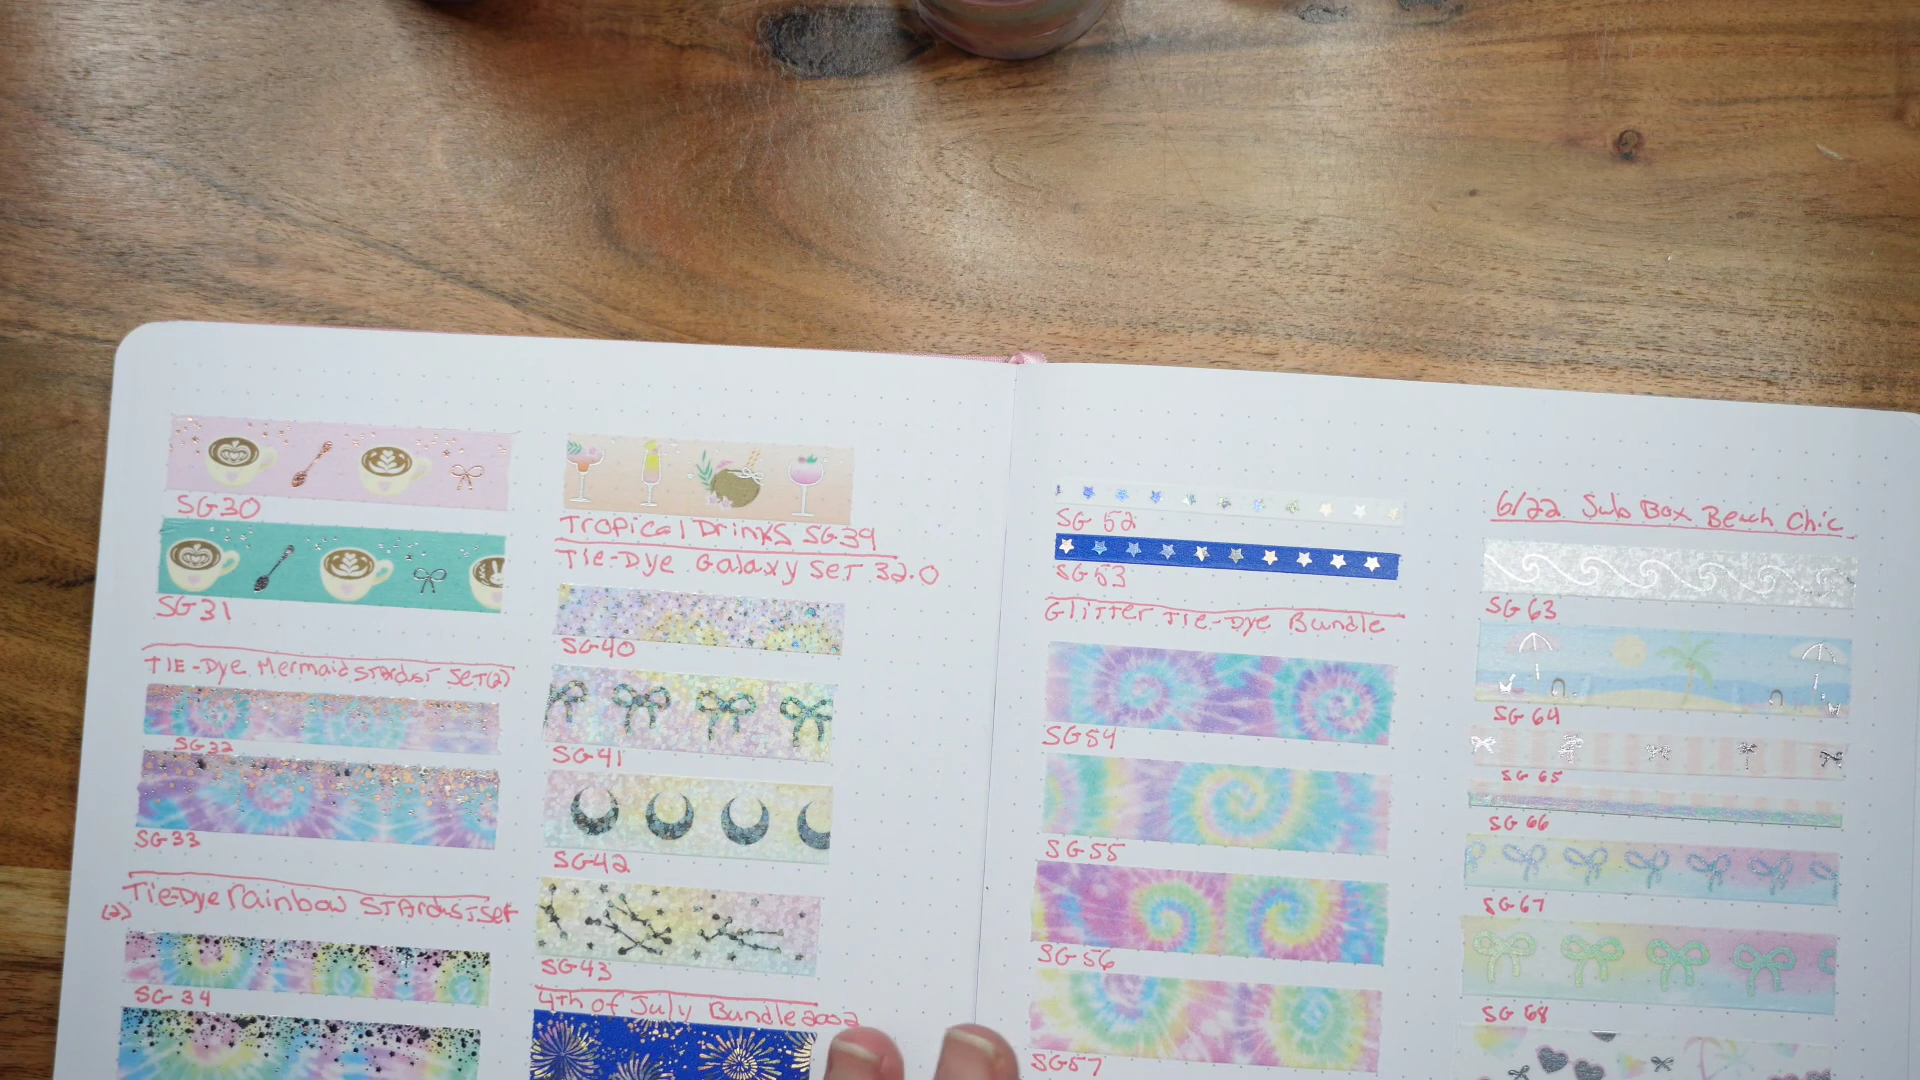 SG30
SG31
TIE-Dye Mermaid STARdusT SeT(2)
SG32
SG33
Tie-Dye Rainbow STArdusT Set
(2)
SG 34
Tropical Drinks SG39
Tie-Dye Galaxy Set 32.0
SG40
SG41
SG42
SG43
4Th of July Bundle 2022
SG 52
SG53
Glitter Tie-Dye Bundle
SG54
SG55
SG56
SG57
6/22 Sub Box Beach Chic
SG 63
SG 64
SG 65
SG 66
SG 67
SG 68